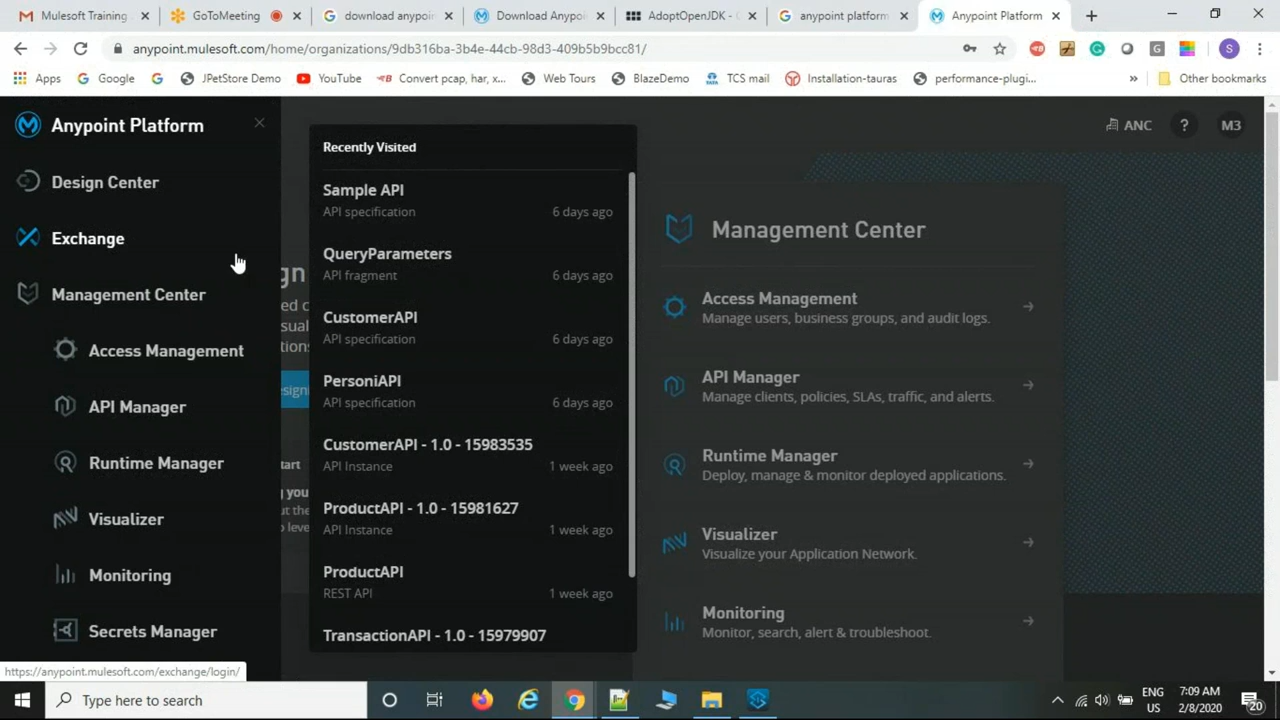 Mulesoft Training
GoToMeeting
download anypoin
Download Anypo
AdoptOpenJDK - O
anypoint platform
Anypoint Platform
anypoint.mulesoft.com/home/organizations/9db316ba-3b4e-44cb-98d3-409b5b9bcc81/
S
Apps
Google
JPetStore Demo
YouTube
Convert pcap, har, x...
Web Tours
BlazeDemo
TCS mail
Installation-tauras
performance-plugi...
»
Other bookmarks
Anypoint Platform
Design Center
Exchange
Management Center
Access Management
API Manager
Runtime Manager
Visualizer
Monitoring
Secrets Manager
https://anypoint.mulesoft.com/exchange/login/
Recently Visited
Sample API
API specification 6 days ago
QueryParameters
API fragment 6 days ago
CustomerAPI
API specification 6 days ago
PersoniAPI
API specification 6 days ago
CustomerAPI - 1.0 - 15983535
API Instance 1 week ago
ProductAPI - 1.0 - 15981627
API Instance 1 week ago
ProductAPI
REST API 1 week ago
TransactionAPI - 1.0 - 15979907
ANC ? M3
Management Center
Access Management
Manage users, business groups, and audit logs.
API Manager
Manage clients, policies, SLAs, traffic, and alerts.
Runtime Manager
Deploy, manage & monitor deployed applications.
Visualizer
Visualize your Application Network.
Monitoring
Monitor, search, alert & troubleshoot.
Type here to search
ENG
US
7:09 AM
2/8/2020
20